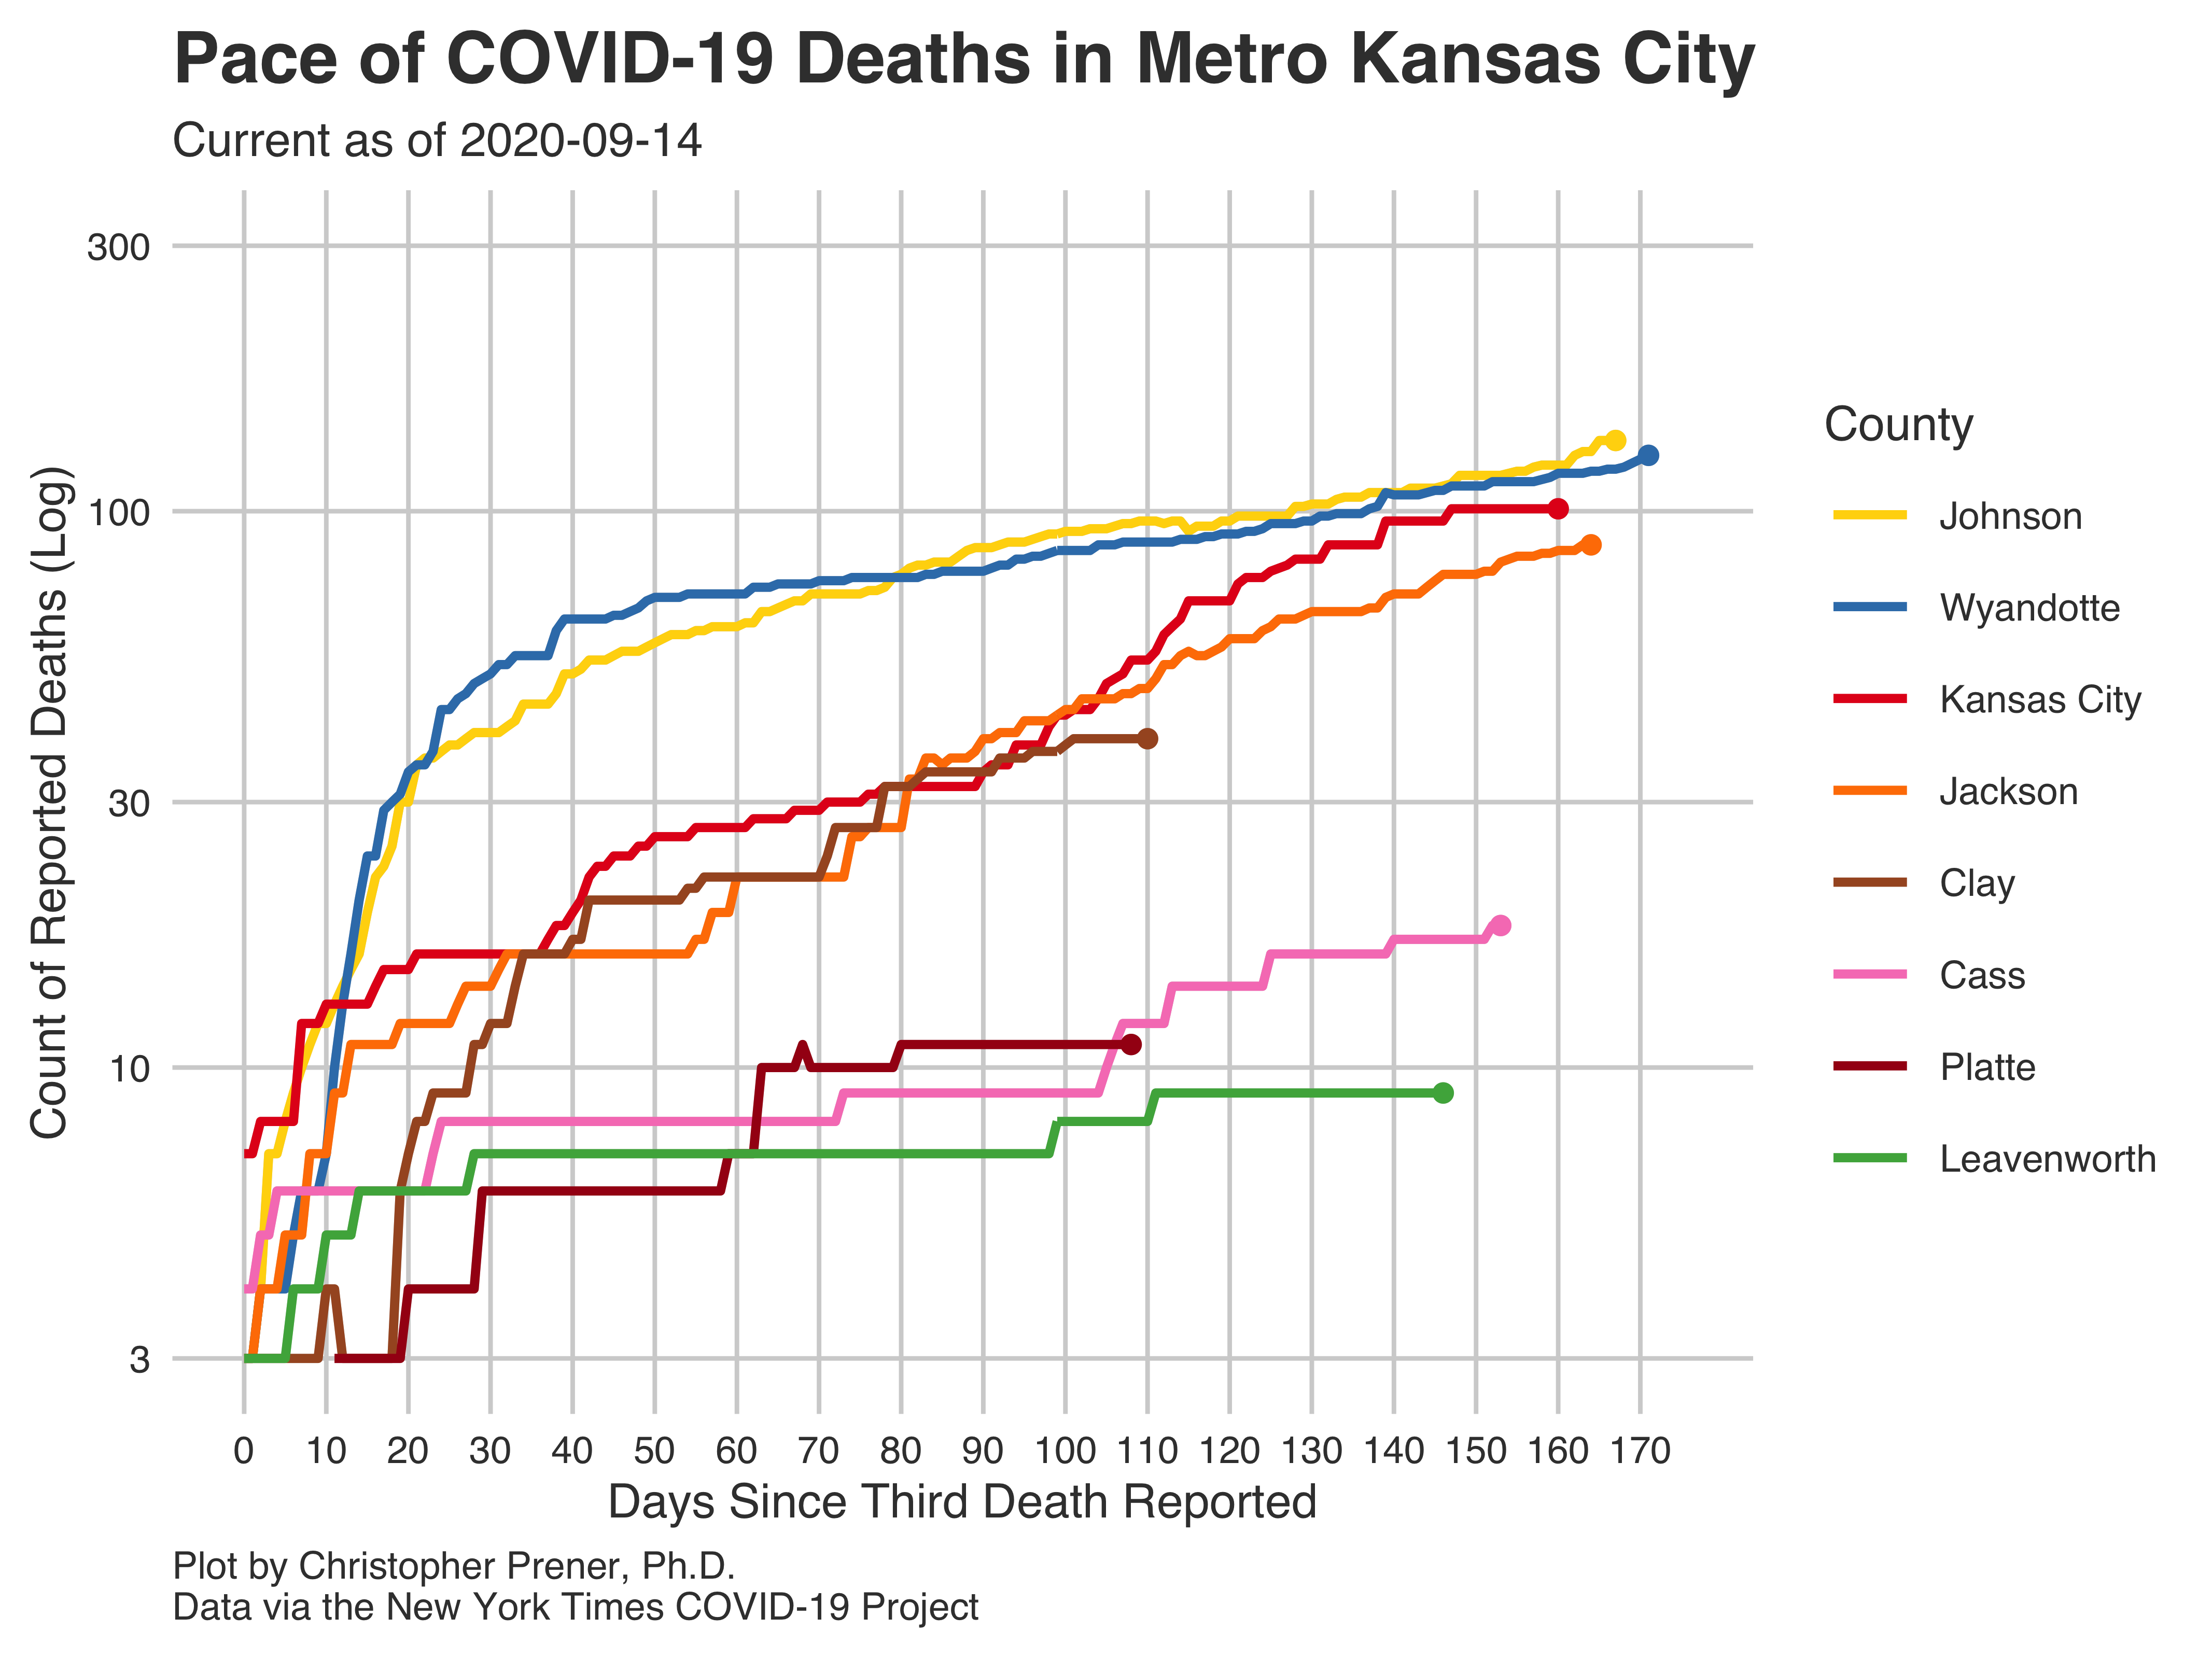 Pace of COVID-19 Deaths in Metro Kansas City
Current as of 2020-09-14
Count of Reported Deaths (Log)
300
100
30
10
3
0 10 20 30 40 50 60 70 80 90 100 110 120 130 140 150 160 170
Days Since Third Death Reported
County
Johnson
Wyandotte
Kansas City
Jackson
Clay
Cass
Platte
Leavenworth
Plot by Christopher Prener, Ph.D.
Data via the New York Times COVID-19 Project